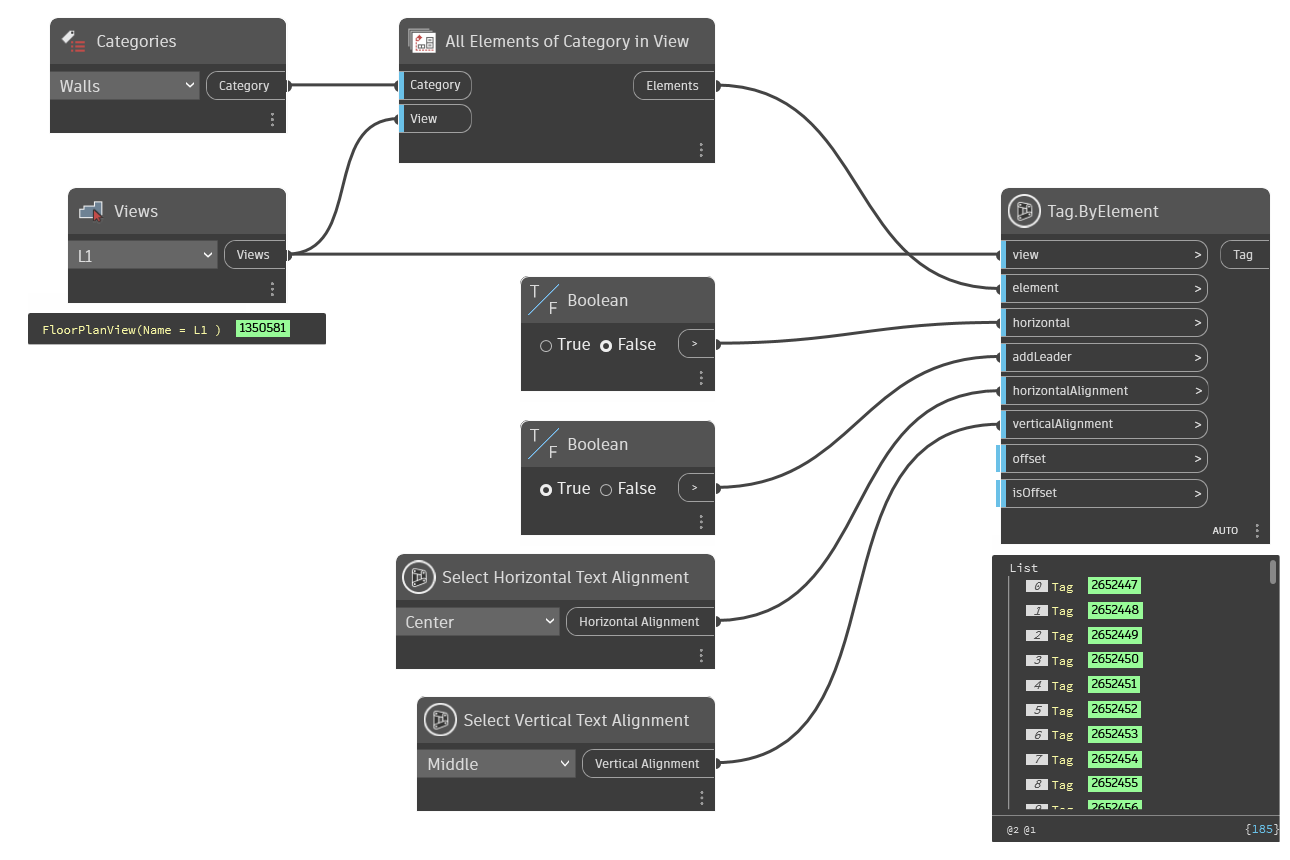 Categories
Walls
Category
All Elements of Category in View
Category
Elements
View
Views
L1
Views
FloorPlanView(Name = L1 ) 1350581
T
F
Boolean
True
False
>
T
F
Boolean
True
False
>
Select Horizontal Text Alignment
Center
Horizontal Alignment
Select Vertical Text Alignment
Middle
Vertical Alignment
Tag.ByElement
view >
Tag
element >
horizontal >
addLeader >
horizontalAlignment >
verticalAlignment >
offset >
isOffset >
AUTO
List
0 Tag 2652447
1 Tag 2652448
2 Tag 2652449
3 Tag 2652450
4 Tag 2652451
5 Tag 2652452
6 Tag 2652453
7 Tag 2652454
8 Tag 2652455
9 Tag 2652456
@2 @1
{185}